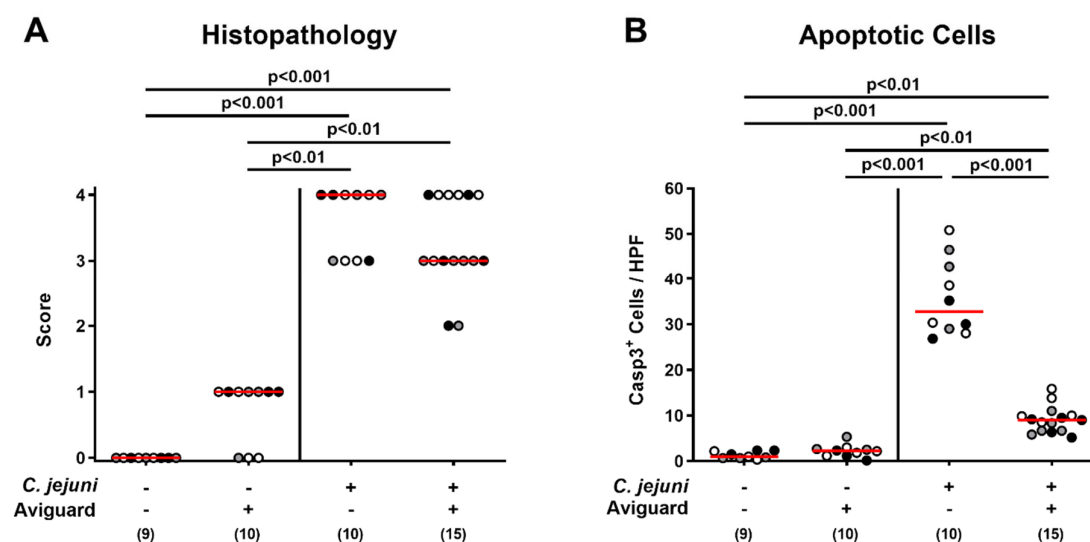 A
Histopathology
p<0.001
p<0.001
p<0.01
p<0.01
Score
4
3
2
1
0
C. jejuni - - + +
Aviguard - + - +
(9) (10) (10) (15)
B
Apoptotic Cells
p<0.01
p<0.001
p<0.01
p<0.001 p<0.001
Casp3+ Cells / HPF
60
50
40
30
20
10
0
C. jejuni - - + +
Aviguard - + - +
(9) (10) (10) (15)